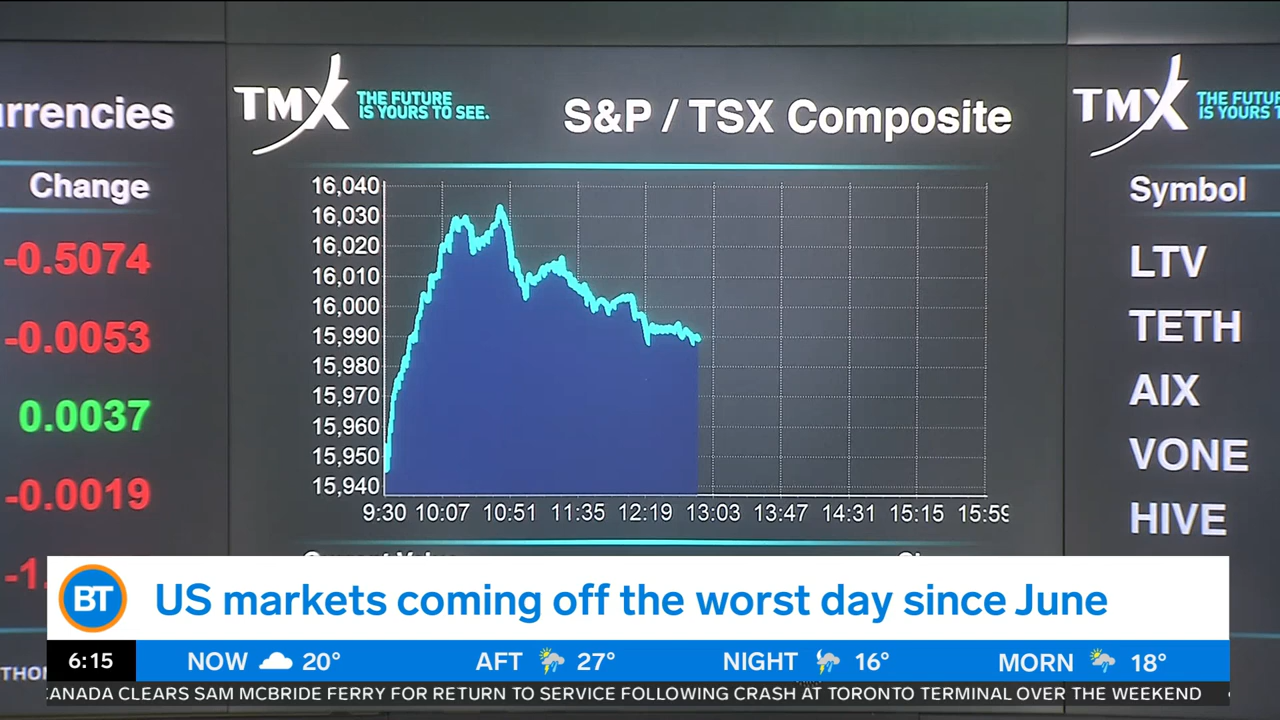 urrencies
Change
-0.5074
-0.0053
0.0037
-0.0019
-1.
TMX THE FUTURE
IS YOURS TO SEE.
S&P / TSX Composite
16,040
16,030
16,020
16,010
16,000
15,990
15,980
15,970
15,960
15,950
15,940
9:30 10:07 10:51 11:35 12:19 13:03 13:47 14:31 15:15 15:59
TMX THE FUTUR
IS YOURS T
Symbol
LTV
TETH
AIX
VONE
HIVE
BT US markets coming off the worst day since June
6:15 NOW 20° AFT 27° NIGHT 16° MORN 18°
CANADA CLEARS SAM MCBRIDE FERRY FOR RETURN TO SERVICE FOLLOWING CRASH AT TORONTO TERMINAL OVER THE WEEKEND